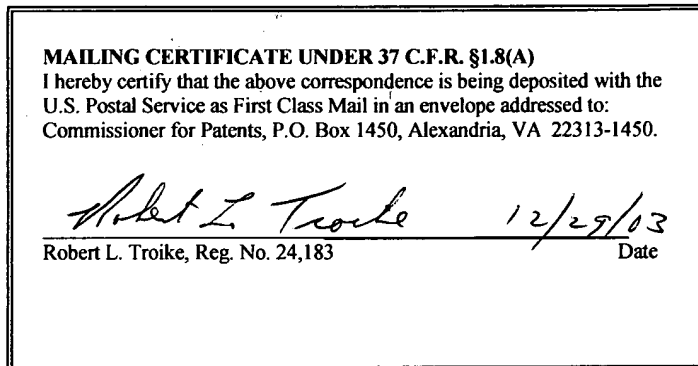 MAILING CERTIFICATE UNDER 37 C.F.R. §1.8(A)
I hereby certify that the above correspondence is being deposited with the
U.S. Postal Service as First Class Mail in an envelope addressed to:
Commissioner for Patents, P.O. Box 1450, Alexandria, VA 22313-1450.
Robert L. Troike 12/29/03
Robert L. Troike, Reg. No. 24,183 Date